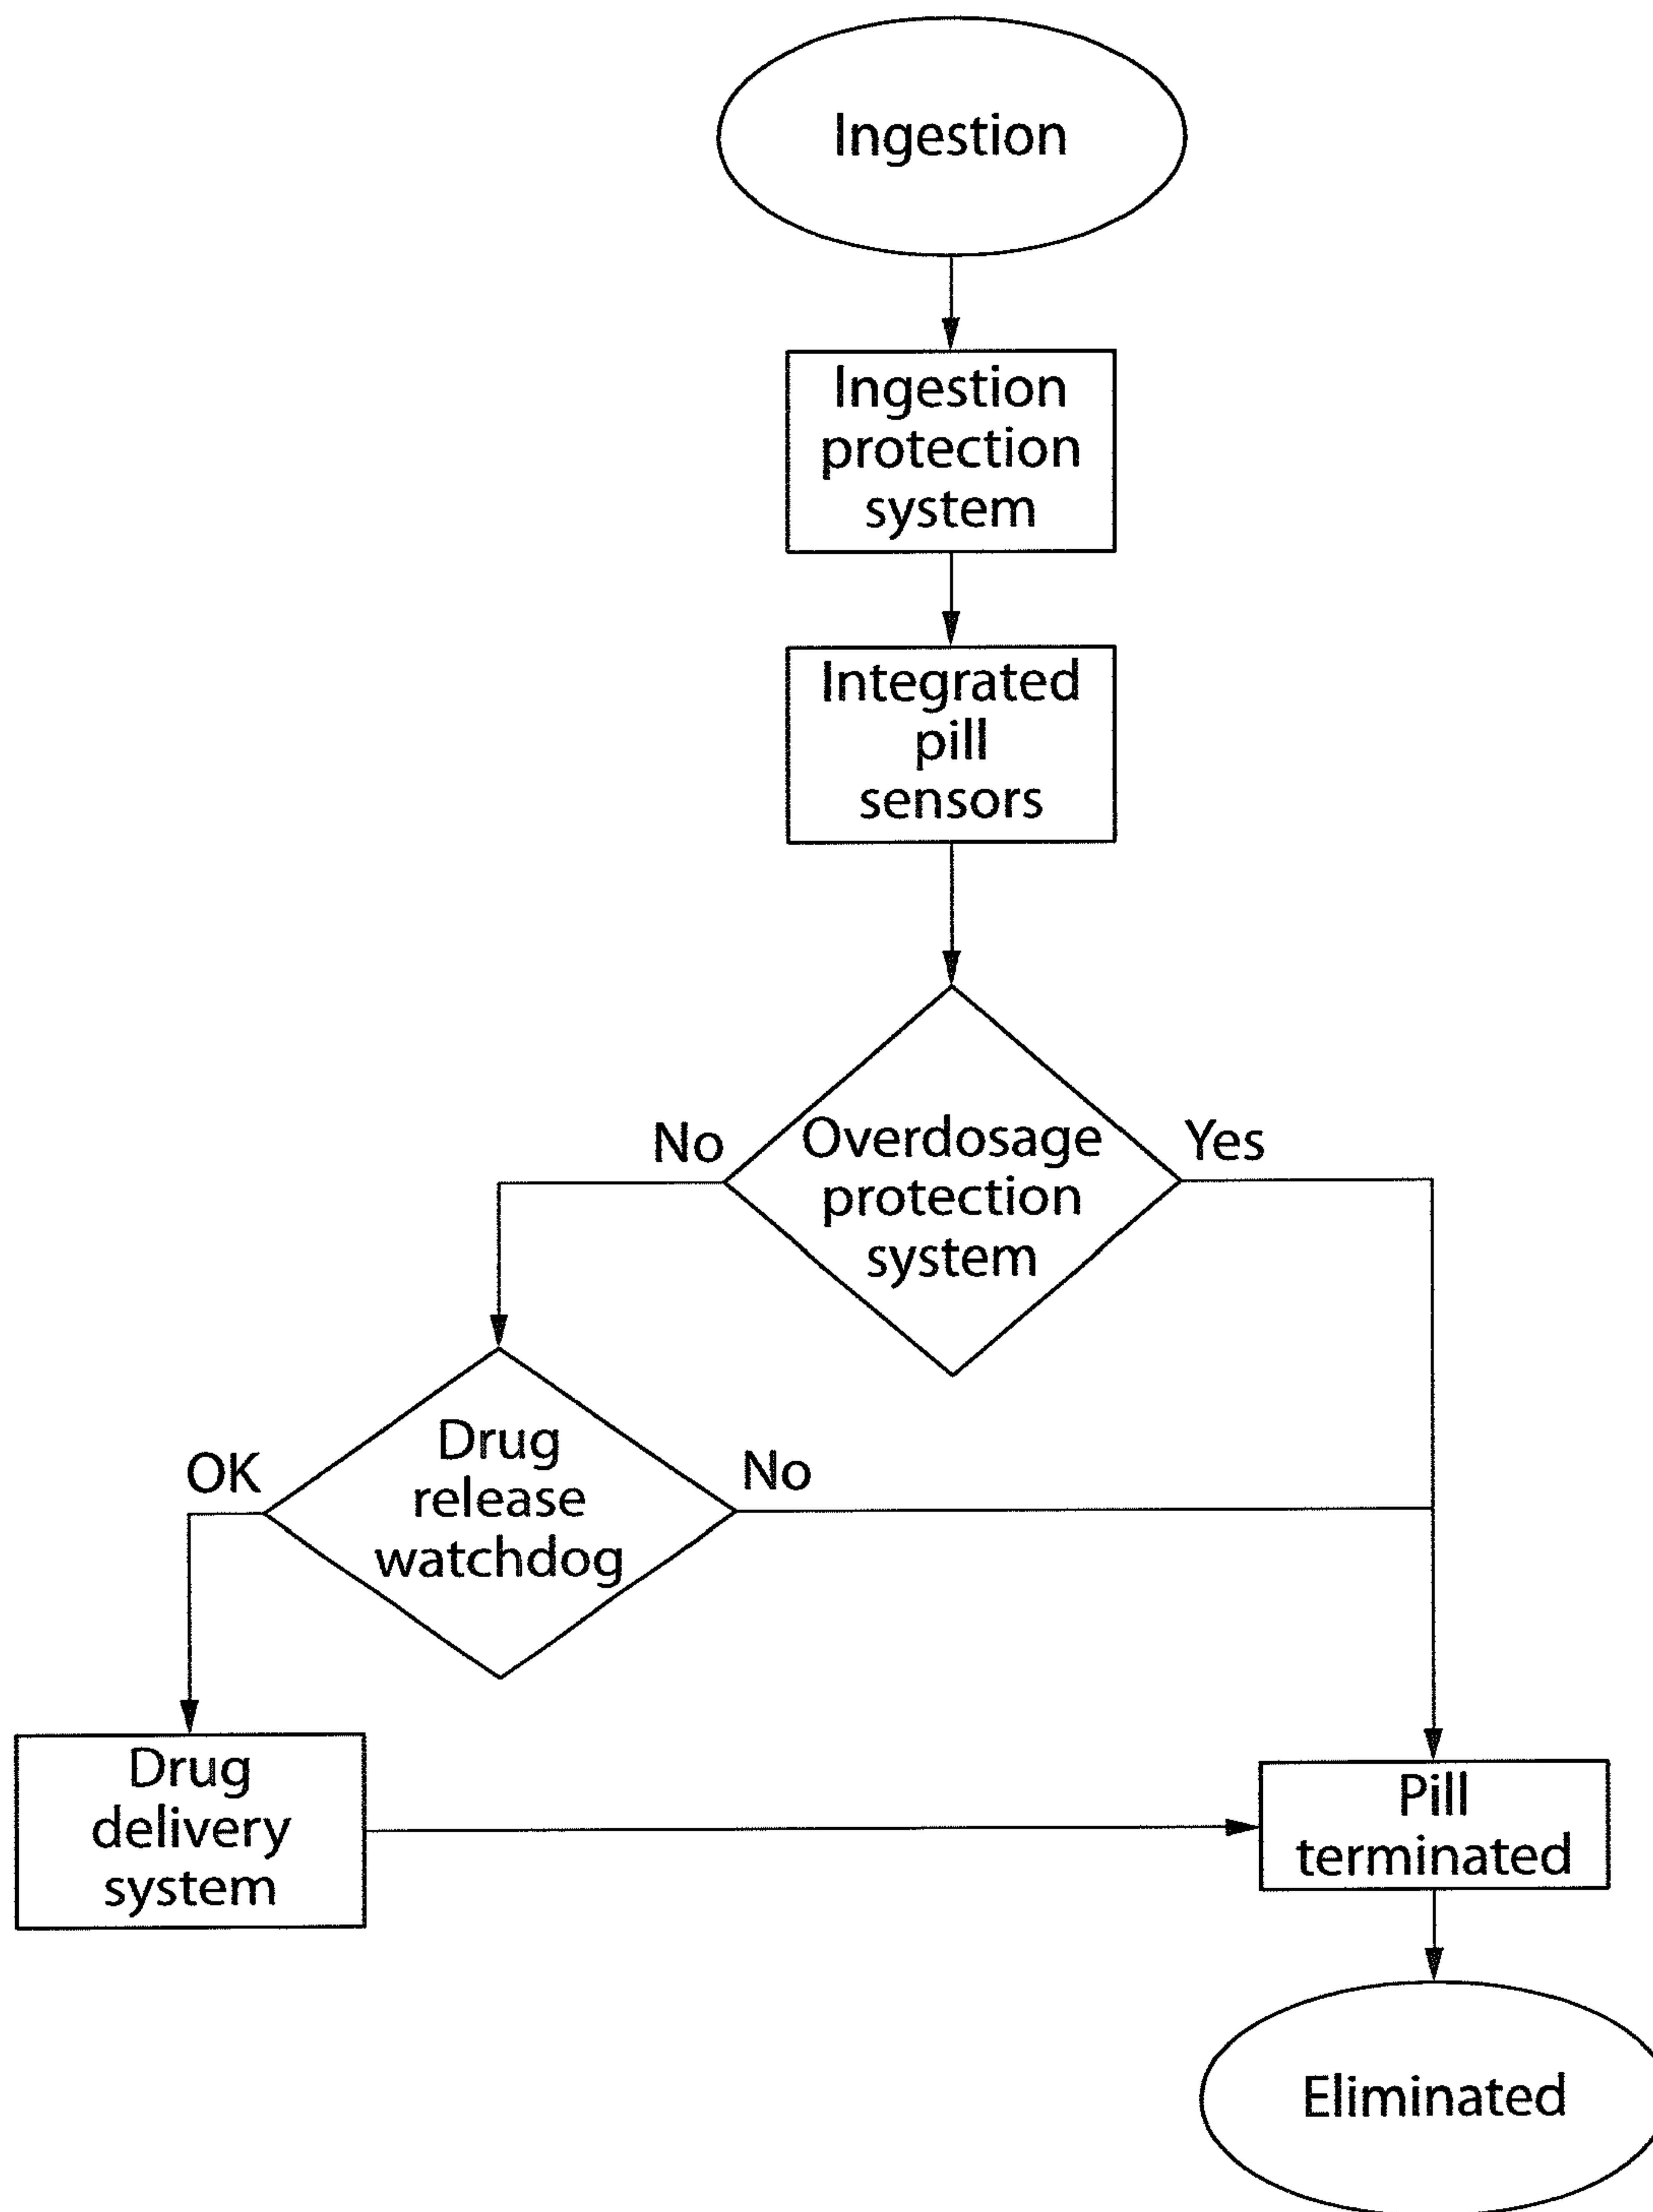 Ingestion
Ingestion
protection
system
Integrated
pill
sensors
Overdosage
protection
system
No
Yes
Drug
release
watchdog
OK
No
Drug
delivery
system
Pill
terminated
Eliminated